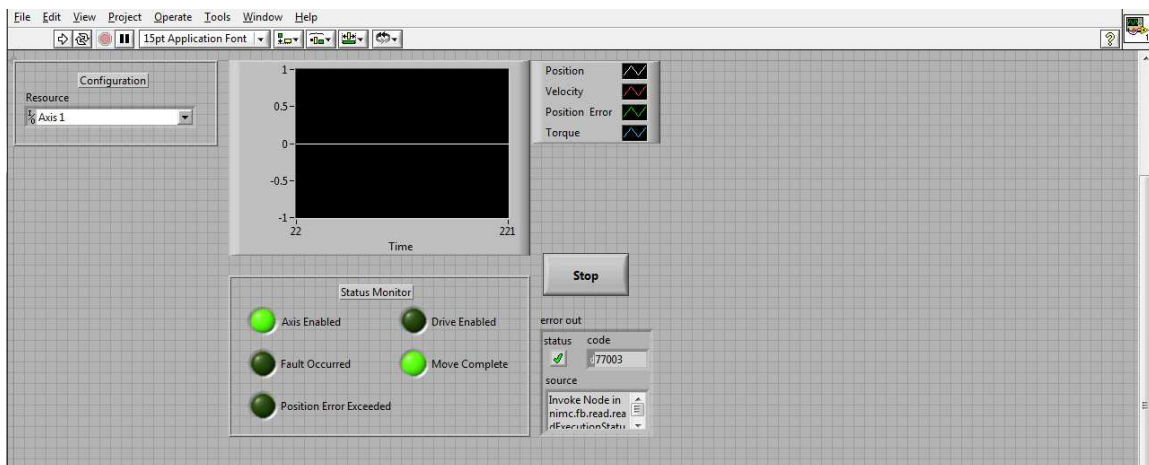 File Edit View Project Operate Tools Window Help
15pt Application Font
?
1
Configuration
Resource
Axis 1
1
0.5
0
-0.5
-1
22
221
Time
Position
Velocity
Position Error
Torque
Stop
Status Monitor
Axis Enabled
Drive Enabled
Fault Occurred
Move Complete
Position Error Exceeded
error out
status
code
d77003
source
Invoke Node in
nimc.fb.read.rea
dExecutionStatu